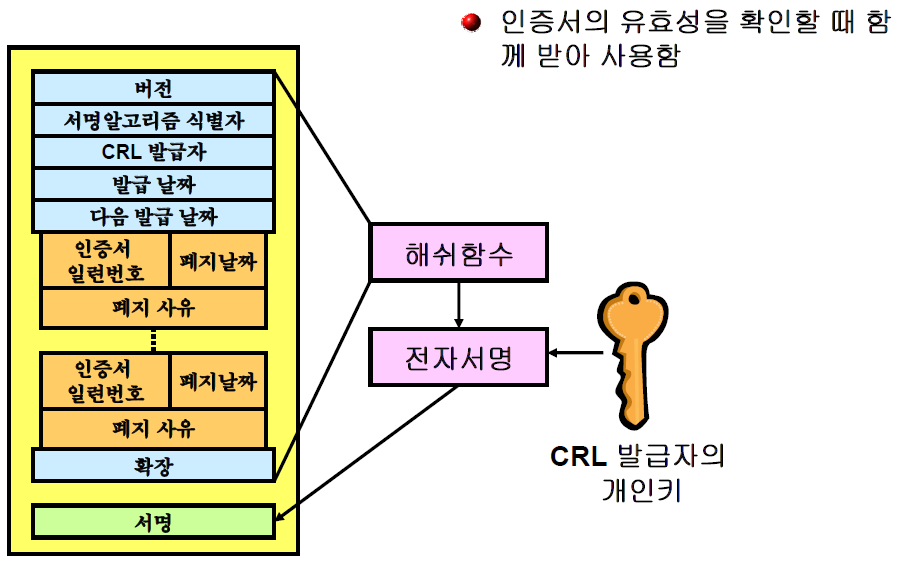 인증서의 유효성을 확인할 때 함
께 받아 사용함
버전
서명알고리즘 식별자
CRL 발급자
발급 날짜
다음 발급 날짜
인증서
일련번호
폐지날짜
폐지 사유
인증서
일련번호
폐지날짜
폐지 사유
확장
서명
해쉬함수
전자서명
CRL 발급자의
개인키